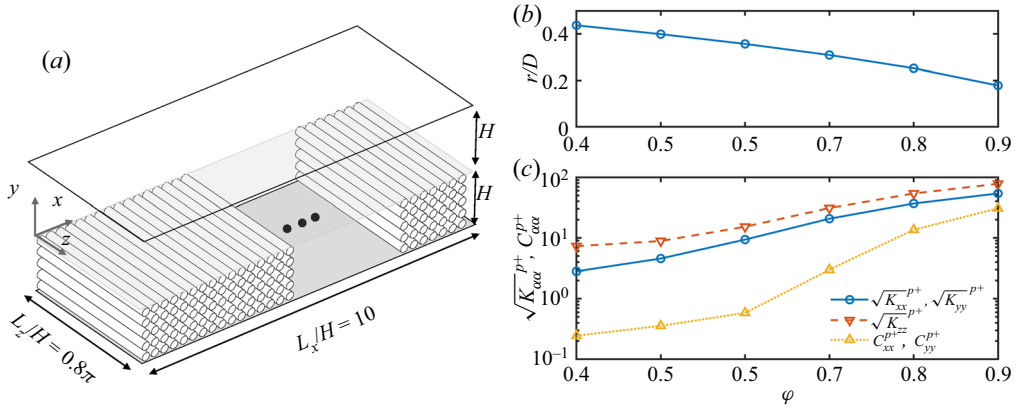 (a)
H
H
y
x
z
L_z/H = 0.8π
L_x/H = 10
(b)
r/D
0.4
0.2
0
0.4 0.5 0.5 0.7 0.8 0.9
(c)
√K_αα^p+, C_αα^p+
10^2
10^1
10^0
10^−1
√K_xx^p+, √K_yy^p+
√K_zz^p+
C_xx^p+, C_yy^p+
0.4 0.5 0.5 0.7 0.8 0.9
φ